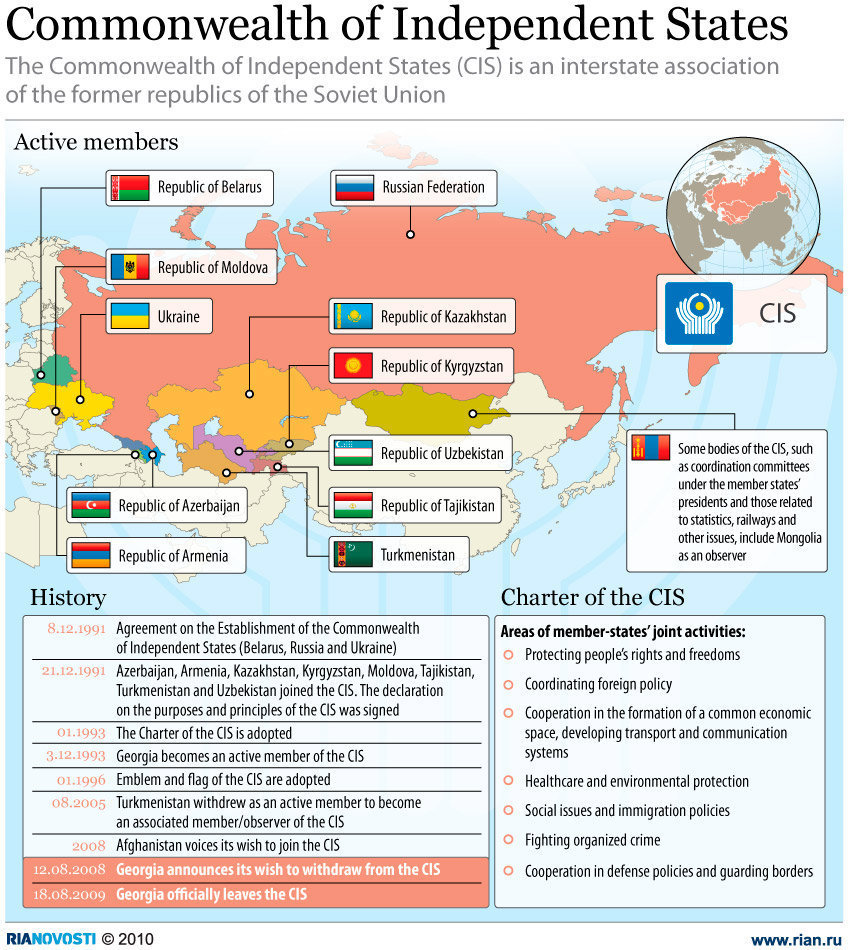 Commonwealth of Independent States
The Commonwealth of Independent States (CIS) is an interstate association
of the former republics of the Soviet Union
Active members
Republic of Belarus
Russian Federation
Republic of Moldova
Ukraine
Republic of Kazakhstan
Republic of Kyrgyzstan
CIS
Republic of Uzbekistan
Republic of Azerbaijan
Republic of Tajikistan
Republic of Armenia
Turkmenistan
Some bodies of the CIS, such
as coordination committees
under the member states’
presidents and those related
to statistics, railways and
other issues, include Mongolia
as an observer
History
8.12.1991 Agreement on the Establishment of the Commonwealth
of Independent States (Belarus, Russia and Ukraine)
21.12.1991 Azerbaijan, Armenia, Kazakhstan, Kyrgyzstan, Moldova, Tajikistan,
Turkmenistan and Uzbekistan joined the CIS. The declaration
on the purposes and principles of the CIS was signed
01.1993 The Charter of the CIS is adopted
3.12.1993 Georgia becomes an active member of the CIS
01.1996 Emblem and flag of the CIS are adopted
08.2005 Turkmenistan withdrew as an active member to become
an associated member/observer of the CIS
2008 Afghanistan voices its wish to join the CIS
12.08.2008 Georgia announces its wish to withdraw from the CIS
18.08.2009 Georgia officially leaves the CIS
Charter of the CIS
Areas of member-states’ joint activities:
Protecting people’s rights and freedoms
Coordinating foreign policy
Cooperation in the formation of a common economic
space, developing transport and communication
systems
Healthcare and environmental protection
Social issues and immigration policies
Fighting organized crime
Cooperation in defense policies and guarding borders
RIANOVOSTI © 2010
www.rian.ru